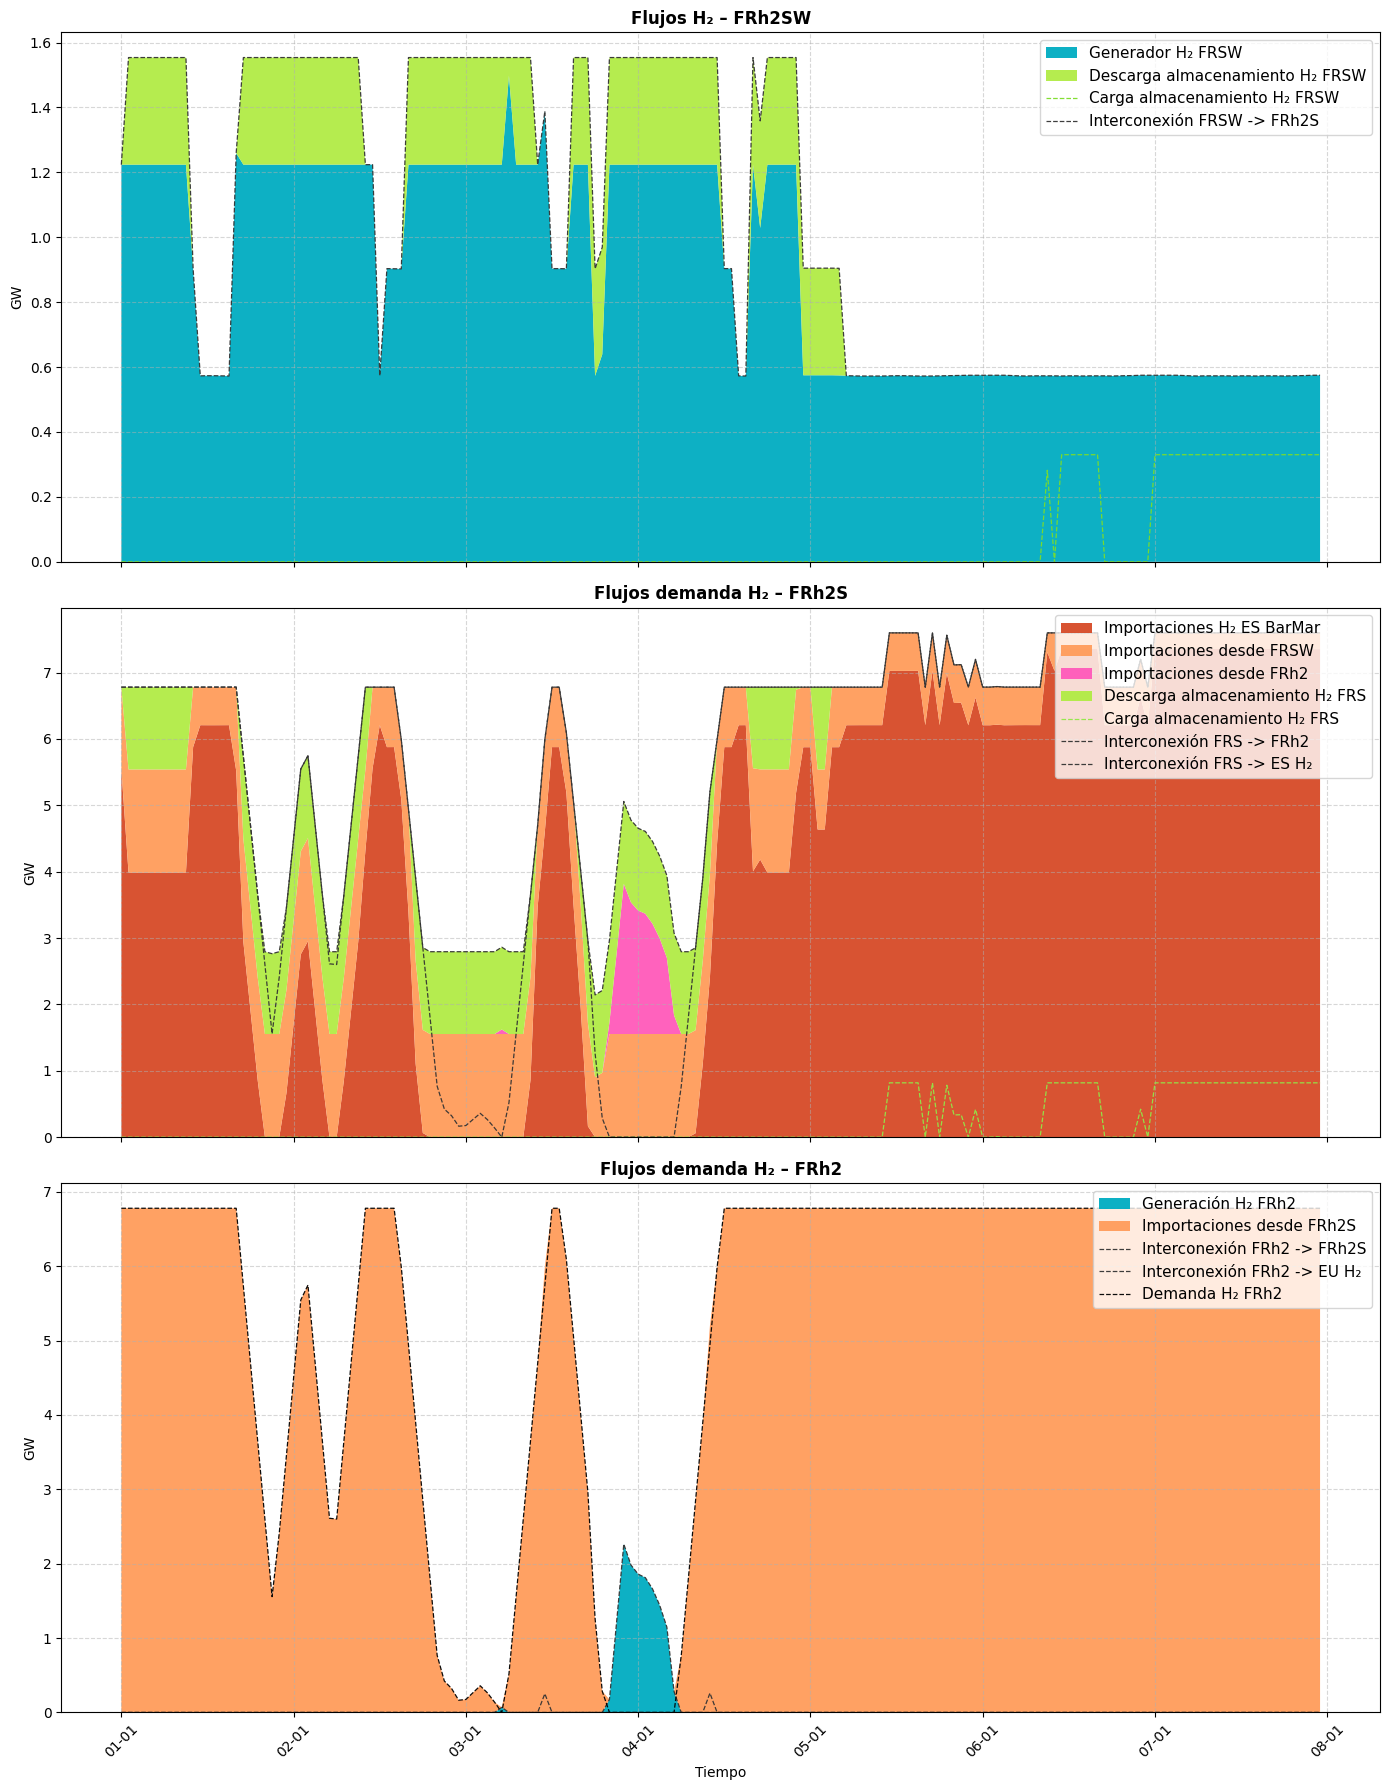 Flujos H₂ – FRh2SW
GW
1.6
1.4
1.2
1.0
0.8
0.6
0.4
0.2
0.0
Generador H₂ FRSW
Descarga almacenamiento H₂ FRSW
Carga almacenamiento H₂ FRSW
Interconexión FRSW -> FRh2S
Flujos demanda H₂ – FRh2S
GW
7
6
5
4
3
2
1
0
Importaciones H₂ ES BarMar
Importaciones desde FRSW
Importaciones desde FRh2
Descarga almacenamiento H₂ FRS
Carga almacenamiento H₂ FRS
Interconexión FRS -> FRh2
Interconexión FRS -> ES H₂
Flujos demanda H₂ – FRh2
GW
7
6
5
4
3
2
1
0
Generación H₂ FRh2
Importaciones desde FRh2S
Interconexión FRh2 -> FRh2S
Interconexión FRh2 -> EU H₂
Demanda H₂ FRh2
01-01
02-01
03-01
04-01
05-01
06-01
07-01
08-01
Tiempo